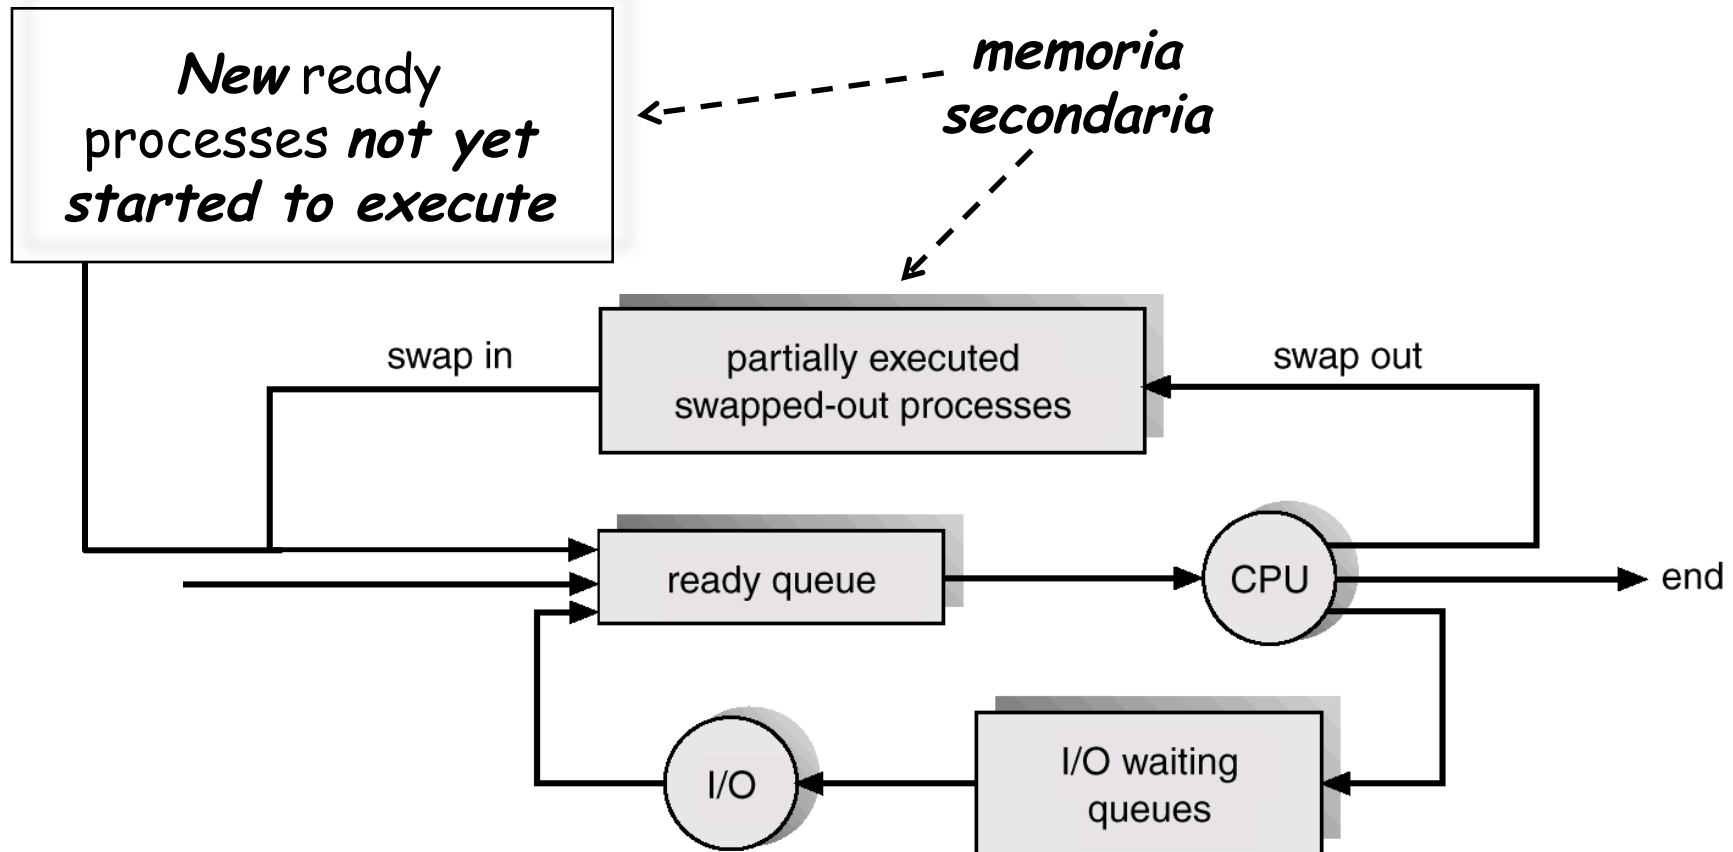 New ready
processes not yet
started to execute
memoria
secondaria
swap in
partially executed
swapped-out processes
swap out
ready queue
CPU
end
I/O
I/O waiting
queues